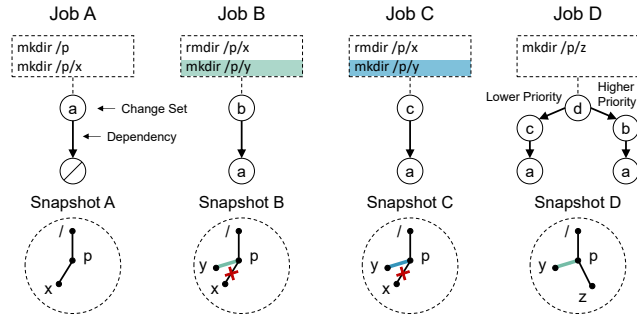 Job A
Job B
Job C
Job D
mkdir /p
mkdir /p/x
rmdir /p/x
mkdir /p/y
rmdir /p/x
mkdir /p/y
mkdir /p/z
a
Change Set
Dependency
b
a
c
a
Lower Priority
Higher
Priority
d
c
b
a
a
Snapshot A
Snapshot B
Snapshot C
Snapshot D
/
p
x
/
p
y
x
/
p
y
x
/
p
y
z